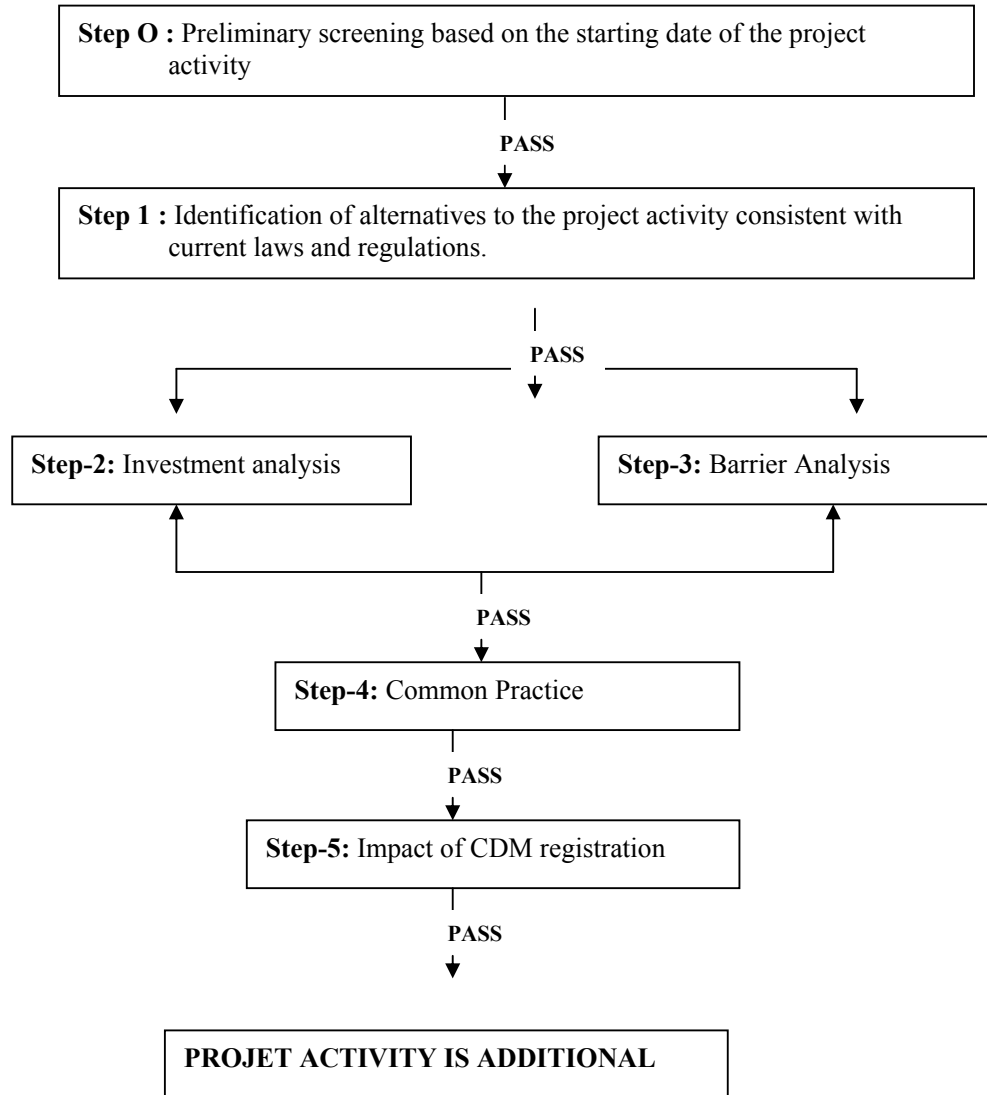 Step O : Preliminary screening based on the starting date of the project
activity
PASS
Step 1 : Identification of alternatives to the project activity consistent with
current laws and regulations.
PASS
Step-2: Investment analysis
Step-3: Barrier Analysis
PASS
Step-4: Common Practice
PASS
Step-5: Impact of CDM registration
PASS
PROJET ACTIVITY IS ADDITIONAL